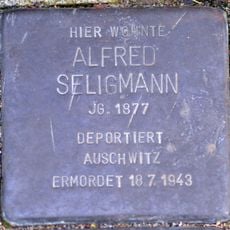 HIER WOHNTE
ALFRED
SELIGMANN
JG. 1877
DEPORTIERT
AUSCHWITZ
ERMORDET 18.7.1943